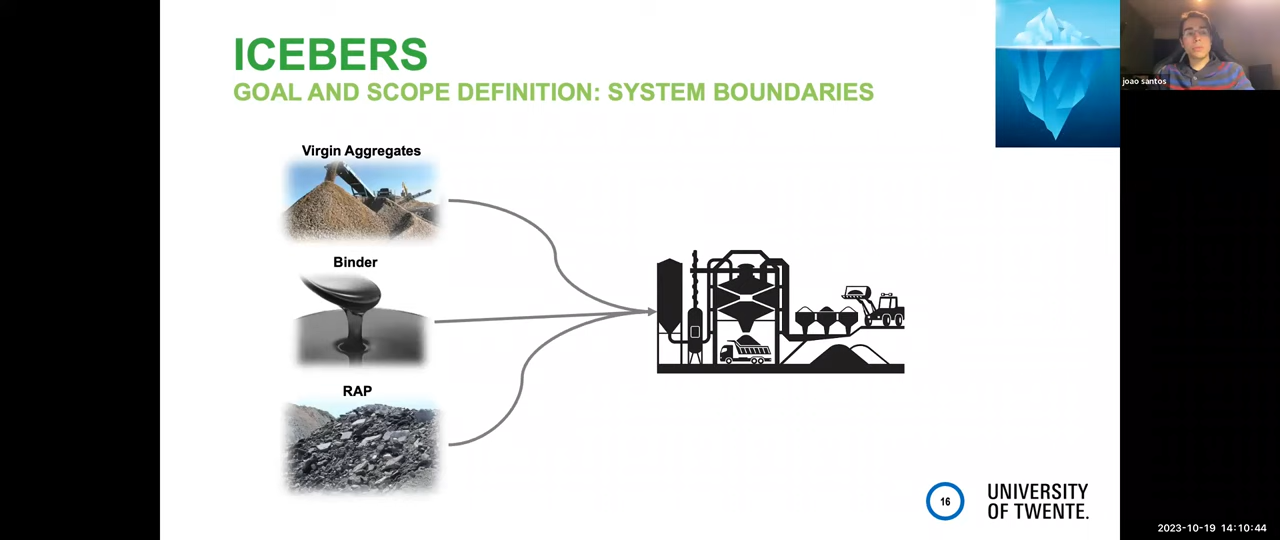 ICEBERS
GOAL AND SCOPE DEFINITION: SYSTEM BOUNDARIES
joao santos
Virgin Aggregates
Binder
RAP
16
UNIVERSITY
OF TWENTE.
2023-10-19 14:10:44